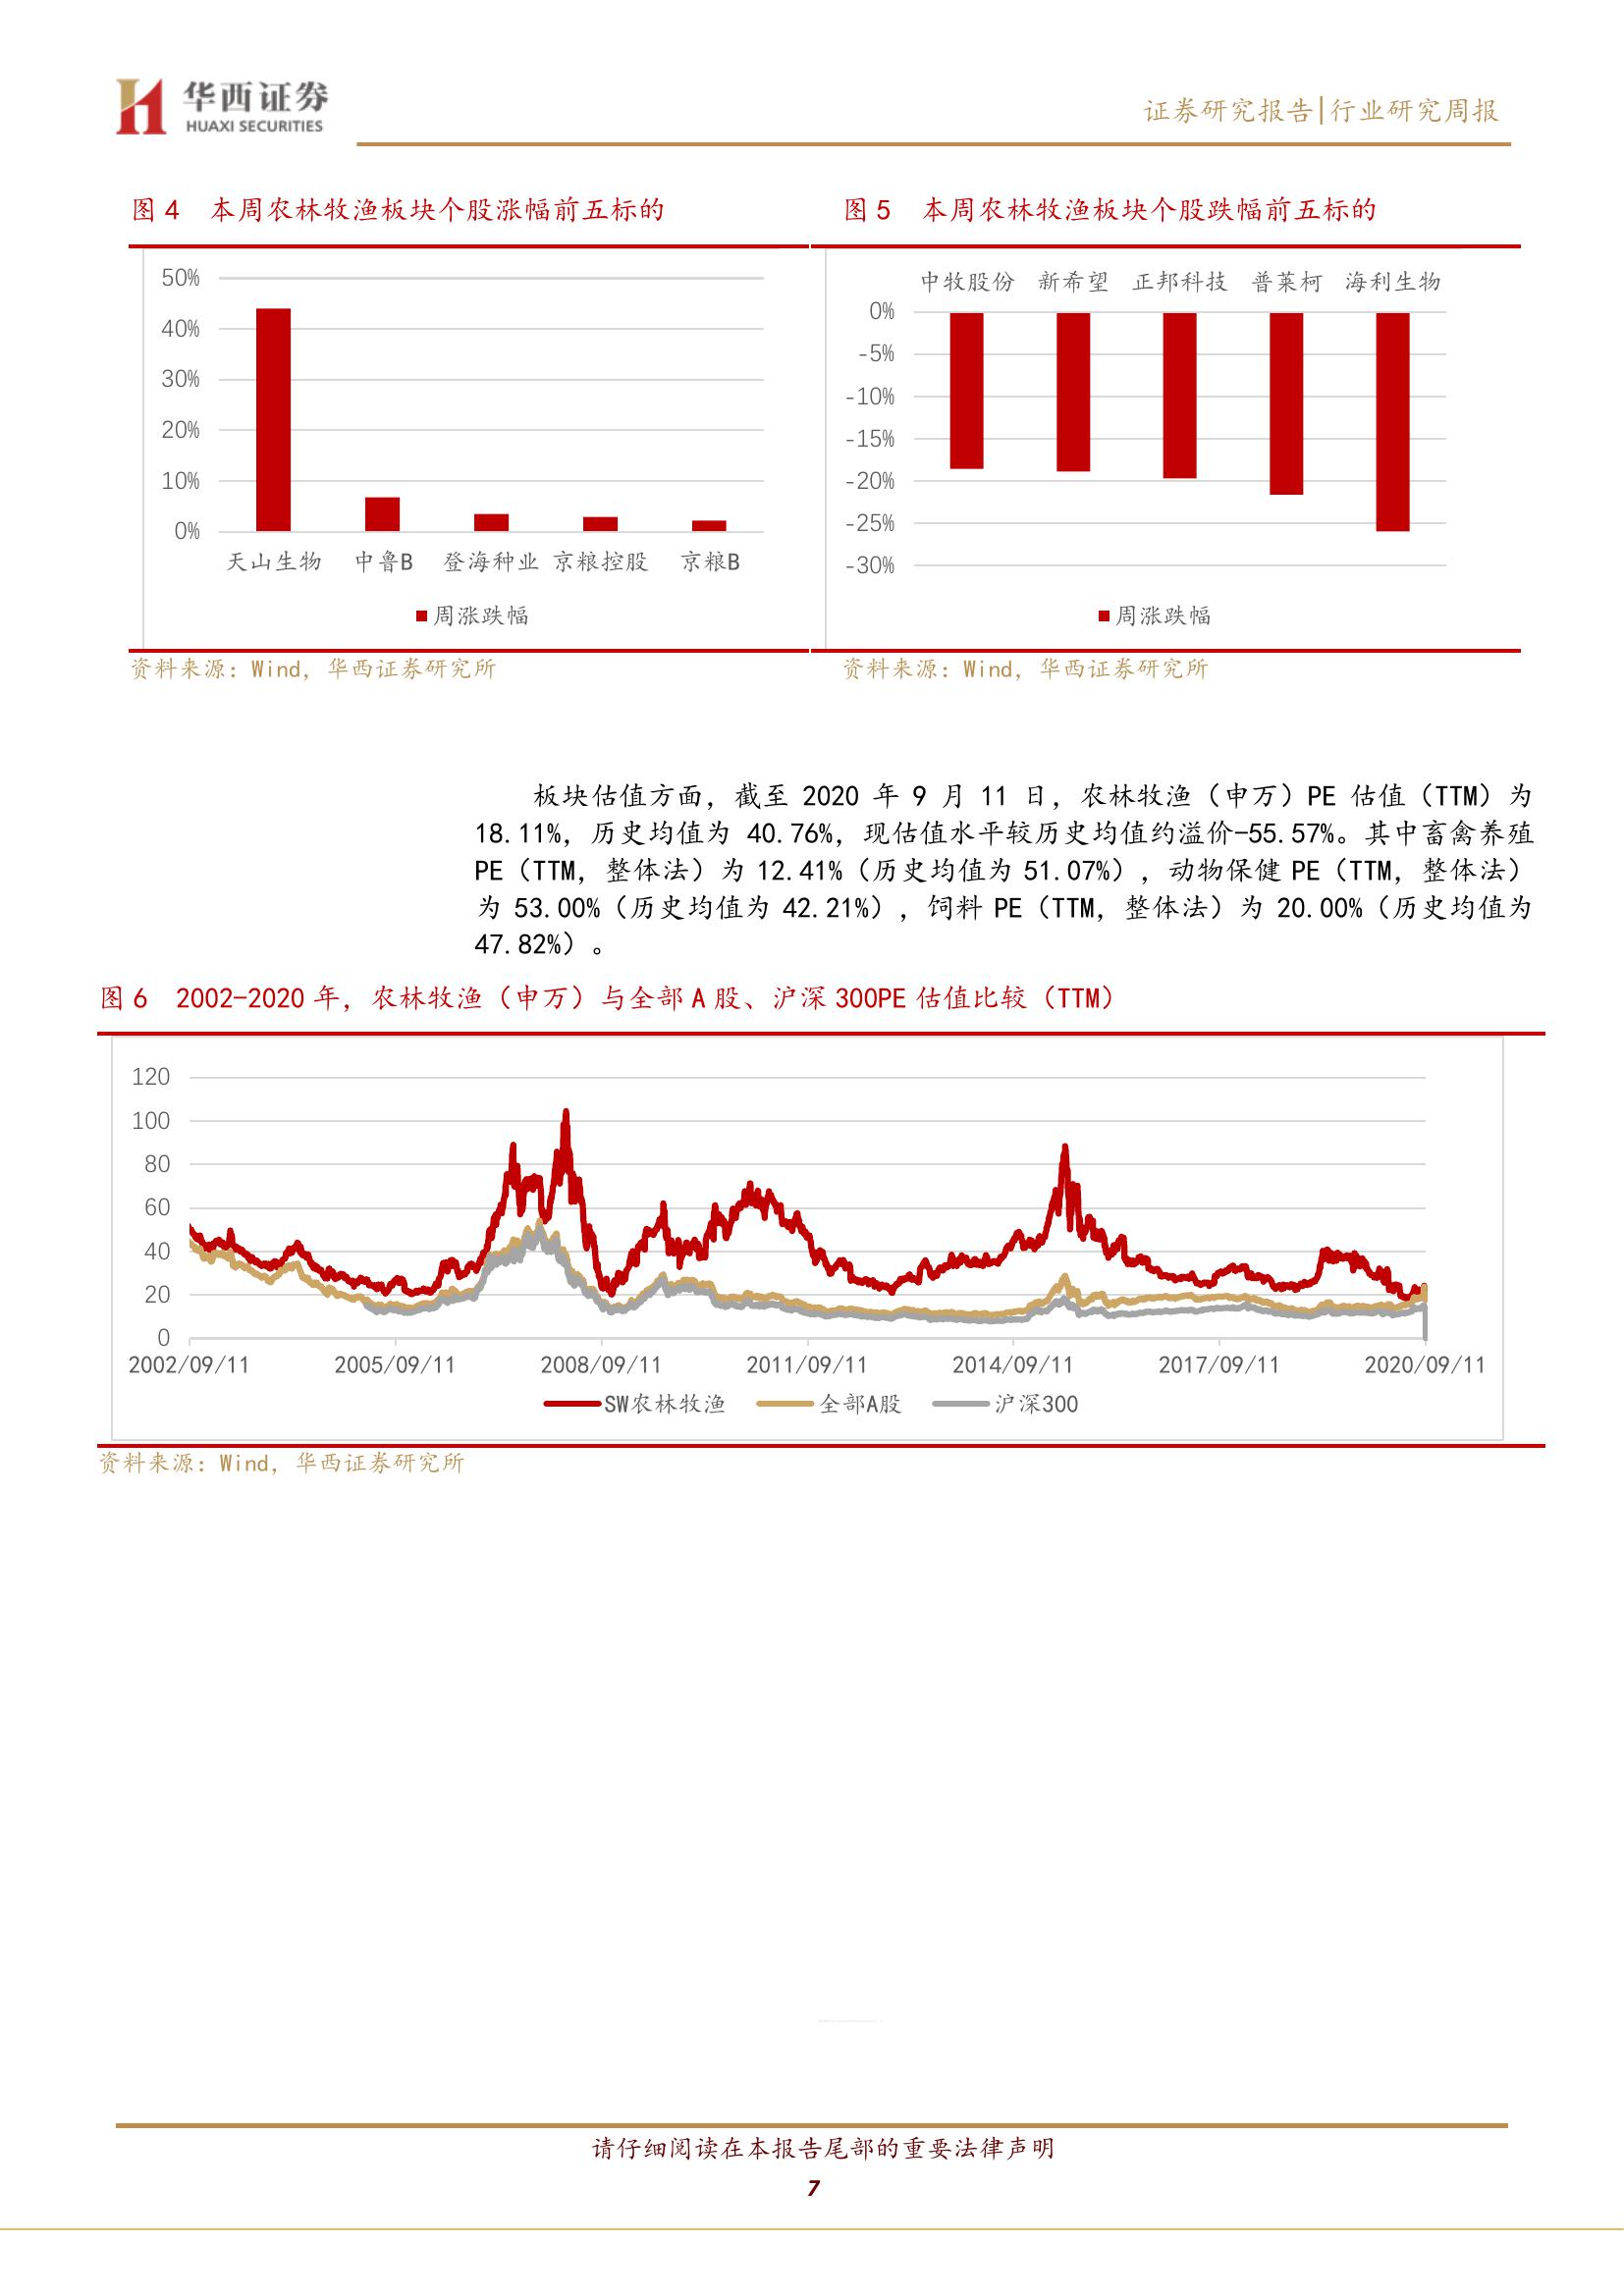 华西证券
HUAXI SECURITIES
证券研究报告|行业研究周报
图 4 本周农林牧渔板块个股涨幅前五标的
50%
40%
30%
20%
10%
0%
天山生物 中鲁B 登海种业 京粮控股 京粮B
周涨跌幅
资料来源：Wind，华西证券研究所
图 5 本周农林牧渔板块个股跌幅前五标的
中牧股份 新希望 正邦科技 普莱柯 海利生物
0%
-5%
-10%
-15%
-20%
-25%
-30%
周涨跌幅
资料来源：Wind，华西证券研究所
板块估值方面，截至 2020 年 9 月 11 日，农林牧渔（申万）PE 估值（TTM）为
18.11%，历史均值为 40.76%，现估值水平较历史均值约溢价-55.57%。其中畜禽养殖
PE（TTM，整体法）为 12.41%（历史均值为 51.07%），动物保健 PE（TTM，整体法）
为 53.00%（历史均值为 42.21%），饲料 PE（TTM，整体法）为 20.00%（历史均值为
47.82%）。
图 6 2002-2020 年，农林牧渔（申万）与全部 A 股、沪深 300PE 估值比较（TTM）
120
100
80
60
40
20
0
2002/09/11 2005/09/11 2008/09/11 2011/09/11 2014/09/11 2017/09/11 2020/09/11
SW农林牧渔 全部A股 沪深300
资料来源：Wind，华西证券研究所
请仔细阅读在本报告尾部的重要法律声明
7